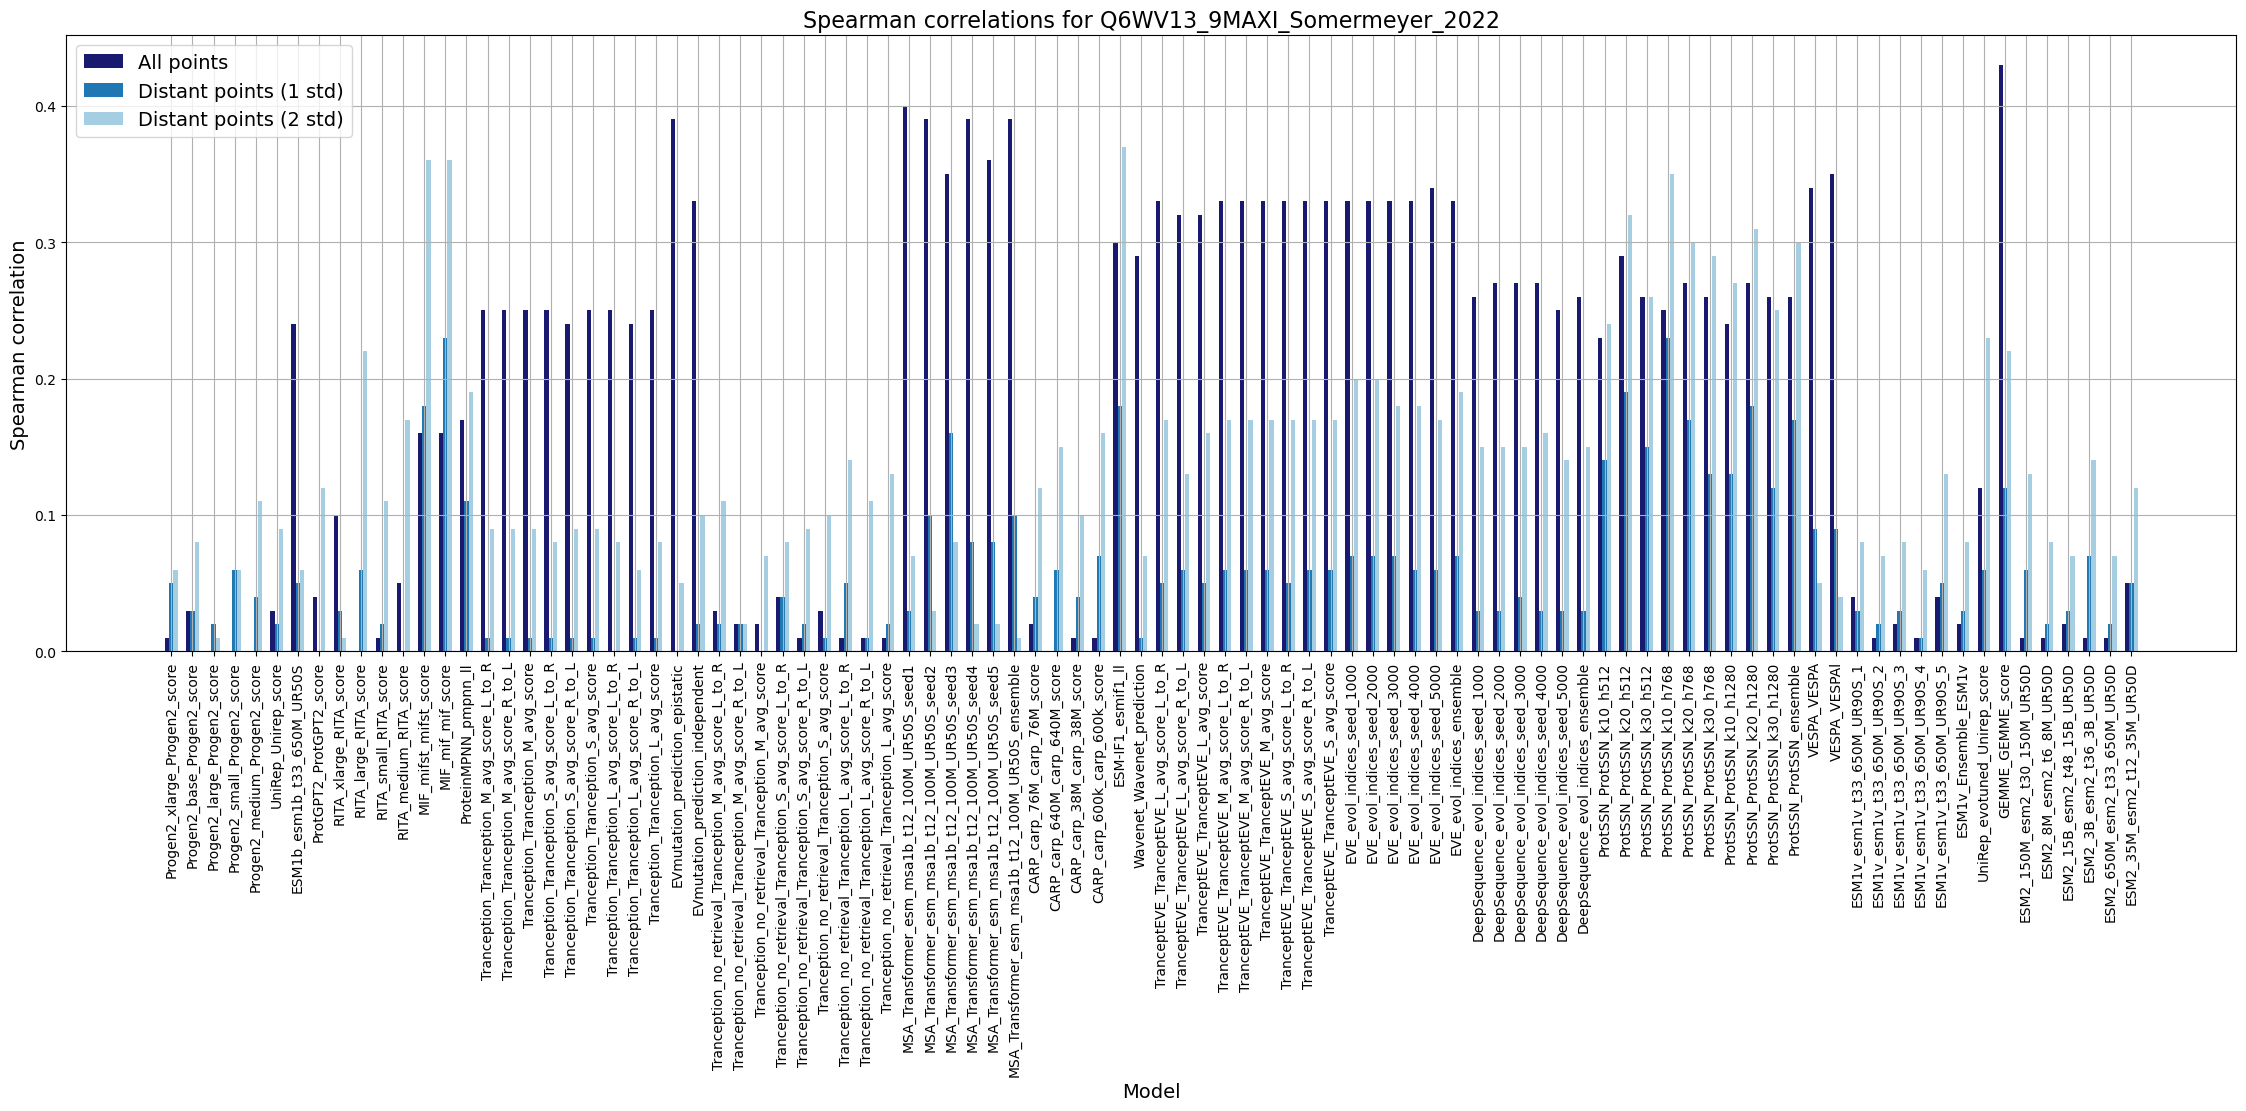 Spearman correlations for Q6WV13_9MAXI_Somermeyer_2022
All points
Distant points (1 std)
Distant points (2 std)
Spearman correlation
0.4
0.3
0.2
0.1
0.0
Progen2_xlarge_Progen2_score
Progen2_base_Progen2_score
Progen2_large_Progen2_score
Progen2_small_Progen2_score
Progen2_medium_Progen2_score
UniRep_Unirep_score
ESM1b_esm1b_t33_650M_UR50S
ProtGPT2_ProtGPT2_score
RITA_xlarge_RITA_score
RITA_large_RITA_score
RITA_small_RITA_score
RITA_medium_RITA_score
MIF_mifst_mifst_score
MIF_mif_mif_score
ProteinMPNN_pmpnn_ll
Tranception_Tranception_M_avg_score_L_to_R
Tranception_Tranception_M_avg_score_R_to_L
Tranception_Tranception_M_avg_score
Tranception_Tranception_S_avg_score_L_to_R
Tranception_Tranception_S_avg_score_R_to_L
Tranception_Tranception_S_avg_score
Tranception_Tranception_L_avg_score_L_to_R
Tranception_Tranception_L_avg_score_R_to_L
Tranception_Tranception_L_avg_score
EVmutation_prediction_epistatic
EVmutation_prediction_independent
Tranception_no_retrieval_Tranception_M_avg_score_L_to_R
Tranception_no_retrieval_Tranception_M_avg_score_R_to_L
Tranception_no_retrieval_Tranception_M_avg_score
Tranception_no_retrieval_Tranception_S_avg_score_L_to_R
Tranception_no_retrieval_Tranception_S_avg_score_R_to_L
Tranception_no_retrieval_Tranception_S_avg_score
Tranception_no_retrieval_Tranception_L_avg_score_L_to_R
Tranception_no_retrieval_Tranception_L_avg_score_R_to_L
Tranception_no_retrieval_Tranception_L_avg_score
MSA_Transformer_esm_msa1b_t12_100M_UR50S_seed1
MSA_Transformer_esm_msa1b_t12_100M_UR50S_seed2
MSA_Transformer_esm_msa1b_t12_100M_UR50S_seed3
MSA_Transformer_esm_msa1b_t12_100M_UR50S_seed4
MSA_Transformer_esm_msa1b_t12_100M_UR50S_seed5
MSA_Transformer_esm_msa1b_t12_100M_UR50S_ensemble
CARP_carp_76M_carp_76M_score
CARP_carp_640M_carp_640M_score
CARP_carp_38M_carp_38M_score
CARP_carp_600k_carp_600k_score
ESM-IF1_esmif1_ll
Wavenet_Wavenet_prediction
TranceptEVE_TranceptEVE_L_avg_score_L_to_R
TranceptEVE_TranceptEVE_L_avg_score_R_to_L
TranceptEVE_TranceptEVE_L_avg_score
TranceptEVE_TranceptEVE_M_avg_score_L_to_R
TranceptEVE_TranceptEVE_M_avg_score_R_to_L
TranceptEVE_TranceptEVE_M_avg_score
TranceptEVE_TranceptEVE_S_avg_score_L_to_R
TranceptEVE_TranceptEVE_S_avg_score_R_to_L
TranceptEVE_TranceptEVE_S_avg_score
EVE_evol_indices_seed_1000
EVE_evol_indices_seed_2000
EVE_evol_indices_seed_3000
EVE_evol_indices_seed_4000
EVE_evol_indices_seed_5000
EVE_evol_indices_ensemble
DeepSequence_evol_indices_seed_1000
DeepSequence_evol_indices_seed_2000
DeepSequence_evol_indices_seed_3000
DeepSequence_evol_indices_seed_4000
DeepSequence_evol_indices_seed_5000
DeepSequence_evol_indices_ensemble
ProtSSN_ProtSSN_k10_h512
ProtSSN_ProtSSN_k20_h512
ProtSSN_ProtSSN_k30_h512
ProtSSN_ProtSSN_k10_h768
ProtSSN_ProtSSN_k20_h768
ProtSSN_ProtSSN_k30_h768
ProtSSN_ProtSSN_k10_h1280
ProtSSN_ProtSSN_k20_h1280
ProtSSN_ProtSSN_k30_h1280
ProtSSN_ProtSSN_ensemble
VESPA_VESPA
VESPA_VESPAl
ESM1v_esm1v_t33_650M_UR90S_1
ESM1v_esm1v_t33_650M_UR90S_2
ESM1v_esm1v_t33_650M_UR90S_3
ESM1v_esm1v_t33_650M_UR90S_4
ESM1v_esm1v_t33_650M_UR90S_5
ESM1v_Ensemble_ESM1v
UniRep_evotuned_Unirep_score
GEMME_GEMME_score
ESM2_150M_esm2_t30_150M_UR50D
ESM2_8M_esm2_t6_8M_UR50D
ESM2_15B_esm2_t48_15B_UR50D
ESM2_3B_esm2_t36_3B_UR50D
ESM2_650M_esm2_t33_650M_UR50D
ESM2_35M_esm2_t12_35M_UR50D
Model